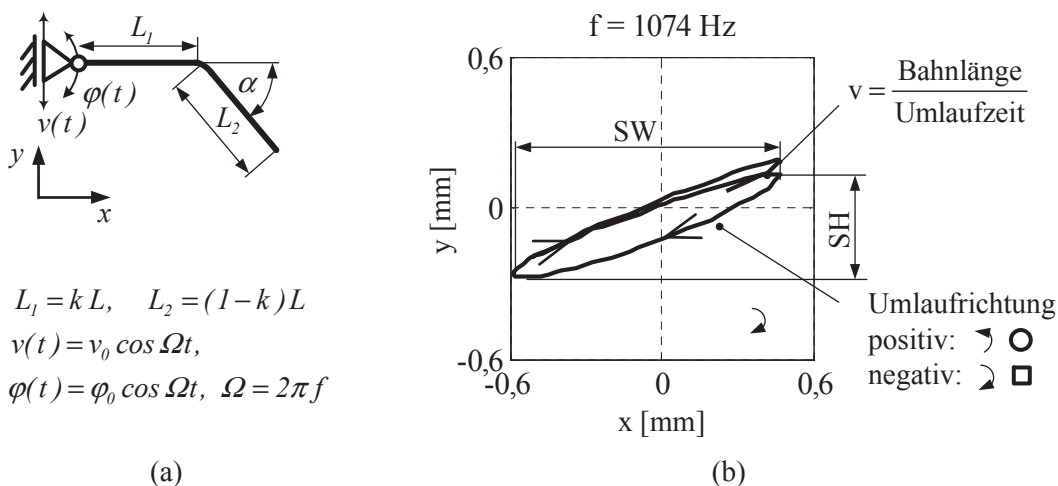 L₁
α
φ(t)
L₂
v(t)
y
x
L₁ = k L, L₂ = (1 − k) L
v(t) = v₀ cos Ωt,
φ(t) = φ₀ cos Ωt, Ω = 2π f
(a)
f = 1074 Hz
0,6
0
-0,6
y [mm]
-0,6
0
0,6
x [mm]
SW
SH
v = Bahnlänge
Umlaufzeit
Umlaufrichtung
positiv:
negativ:
(b)